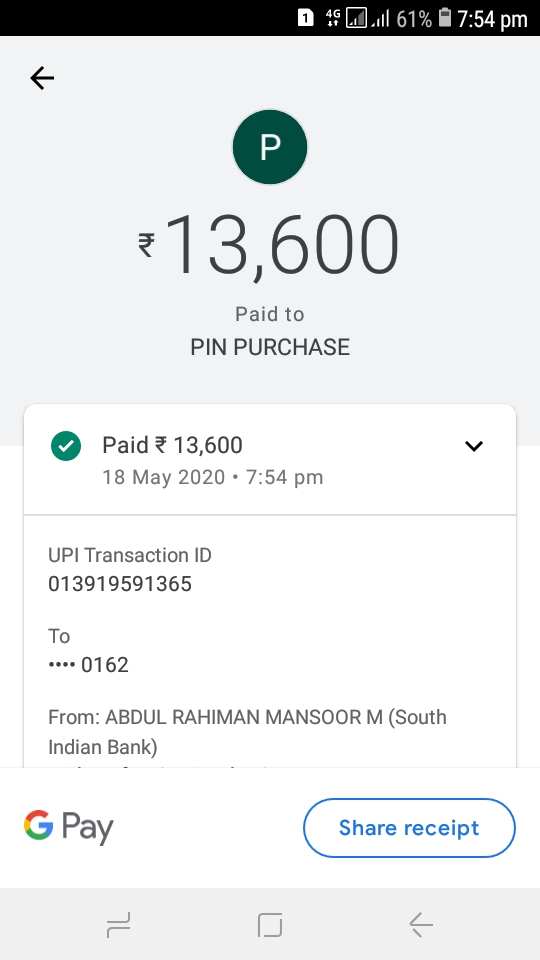 1 4G 61% 7:54 pm
P
₹13,600
Paid to
PIN PURCHASE
Paid ₹ 13,600
18 May 2020 • 7:54 pm
UPI Transaction ID
013919591365
To
•••• 0162
From: ABDUL RAHIMAN MANSOOR M (South
Indian Bank)
G Pay
Share receipt